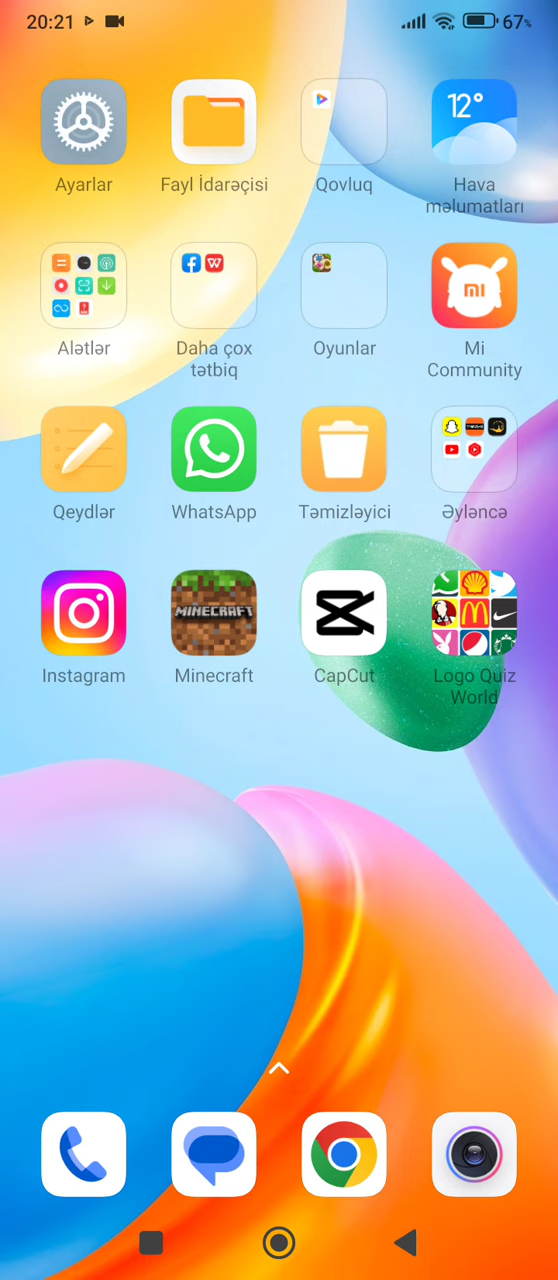 20:21
67%
12°
Ayarlar
Fayl İdarəçisi
Qovluq
Hava
məlumatları
Alətlər
Daha çox
tətbiq
Oyunlar
Mi
Community
Qeydlər
WhatsApp
Təmizləyici
Əyləncə
MINECRAFT
Instagram
Minecraft
CapCut
Logo Quiz
World